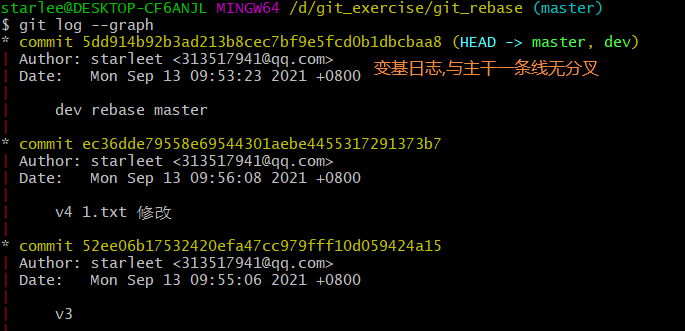 starlee@DESKTOP-CF6ANJL MINGW64 /d/git_exercise/git_rebase (master)
$ git log --graph
* commit 5dd914b92b3ad213b8cec7bf9e5fcd0b1dbcbaa8 (HEAD -> master, dev)
| Author: starleet <313517941@qq.com>
| Date:   Mon Sep 13 09:53:23 2021 +0800
变基日志,与主干一条线无分叉
|
|     dev rebase master
|
* commit ec36dde79558e69544301aebe4455317291373b7
| Author: starleet <313517941@qq.com>
| Date:   Mon Sep 13 09:56:08 2021 +0800
|
|     v4 1.txt 修改
|
* commit 52ee06b17532420efa47cc979fff10d059424a15
| Author: starleet <313517941@qq.com>
| Date:   Mon Sep 13 09:55:06 2021 +0800
|
|     v3
|